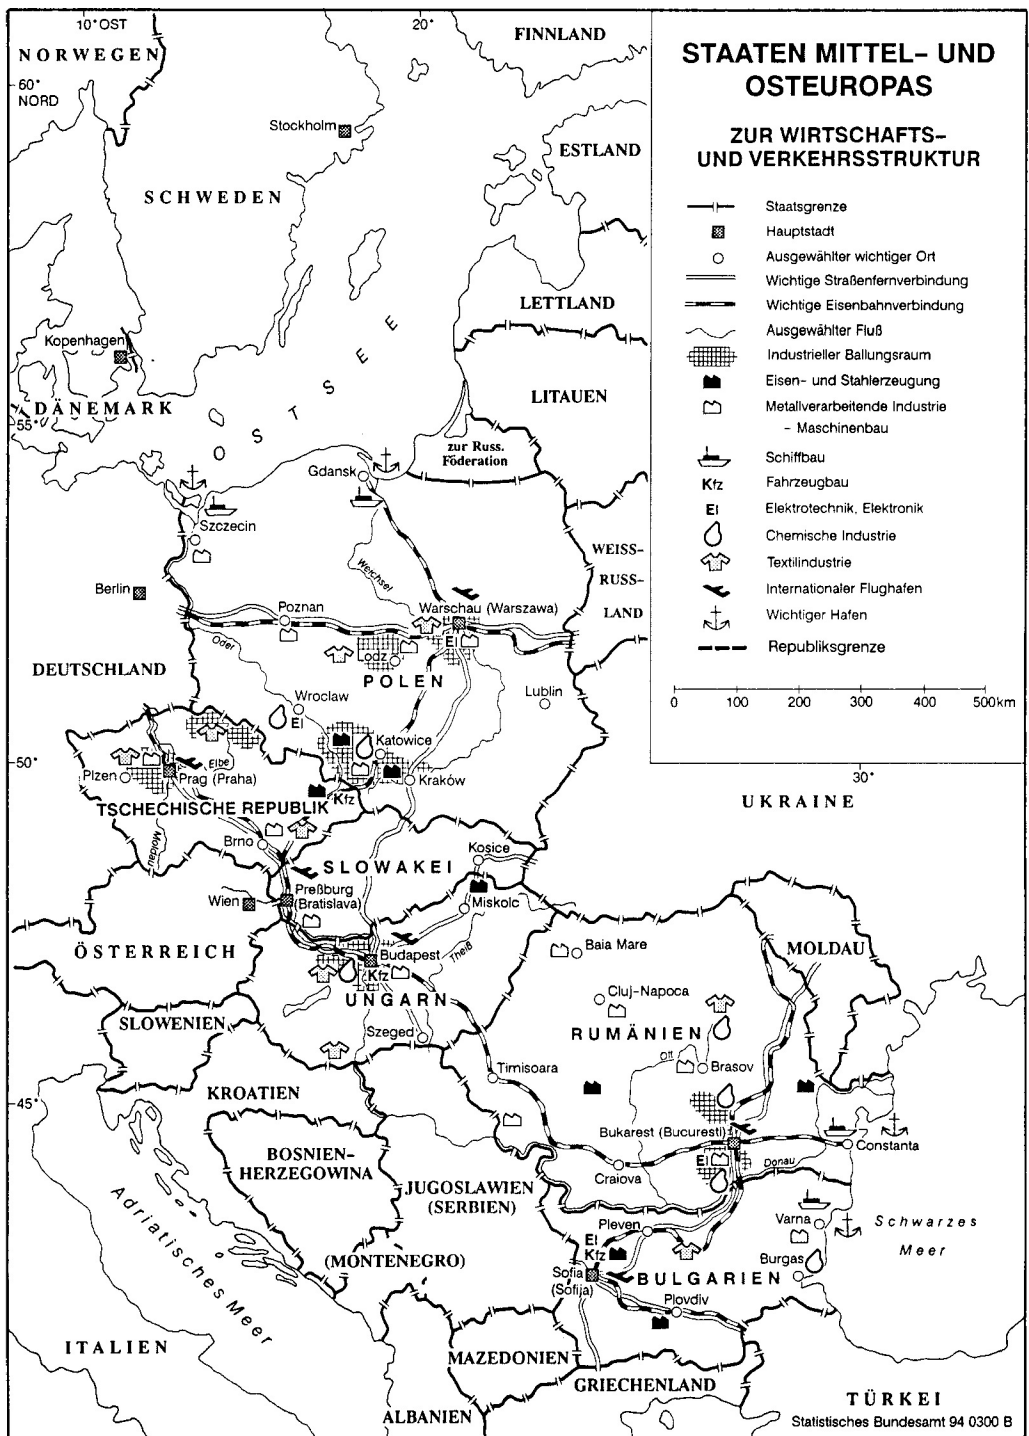 10° OST
20°
NORWEGEN
FINNLAND
60°
NORD
Stockholm
ESTLAND
SCHWEDEN
LETTLAND
Kopenhagen
OSTSEE
DÄNEMARK
LITAUEN
55°
zur Russ.
Föderation
Gdansk
Szczecin
WEISS-
RUSS-
LAND
Weichsel
Berlin
Poznan
Warschau (Warszawa)
El
Oder
Lodz
DEUTSCHLAND
POLEN
Wroclaw
El
Lublin
Katowice
50°
Elbe
Plzen
Prag (Praha)
Kraków
Kfz
TSCHECHISCHE REPUBLIK
Moldau
Brno
Kosice
SLOWAKEI
Preßburg
(Bratislava)
Wien
Miskolc
ÖSTERREICH
Budapest
Kfz
Theiß
UNGARN
Baia Mare
MOLDAU
Cluj-Napoca
SLOWENIEN
Szeged
RUMÄNIEN
Timisoara
Brasov
KROATIEN
45°
Bukarest (Bucuresti)
Constanta
El
Donau
BOSNIEN-
HERZEGOWINA
Craiova
JUGOSLAWIEN
(SERBIEN)
Adriatisches Meer
Pleven
Varna
Schwarzes
Meer
El
Kfz
(MONTENEGRO)
Burgas
Sofia
(Sofija)
BULGARIEN
Plovdiv
ITALIEN
MAZEDONIEN
GRIECHENLAND
ALBANIEN
TÜRKEI
UKRAINE
30°
STAATEN MITTEL- UND
OSTEUROPAS
ZUR WIRTSCHAFTS-
UND VERKEHRSSTRUKTUR
Staatsgrenze
Hauptstadt
Ausgewählter wichtiger Ort
Wichtige Straßenfernverbindung
Wichtige Eisenbahnverbindung
Ausgewählter Fluß
Industrieller Ballungsraum
Eisen- und Stahlerzeugung
Metallverarbeitende Industrie
- Maschinenbau
Schiffbau
Kfz Fahrzeugbau
El Elektrotechnik, Elektronik
Chemische Industrie
Textilindustrie
Internationaler Flughafen
Wichtiger Hafen
Republiksgrenze
0 100 200 300 400 500km
Statistisches Bundesamt 94 0300 B